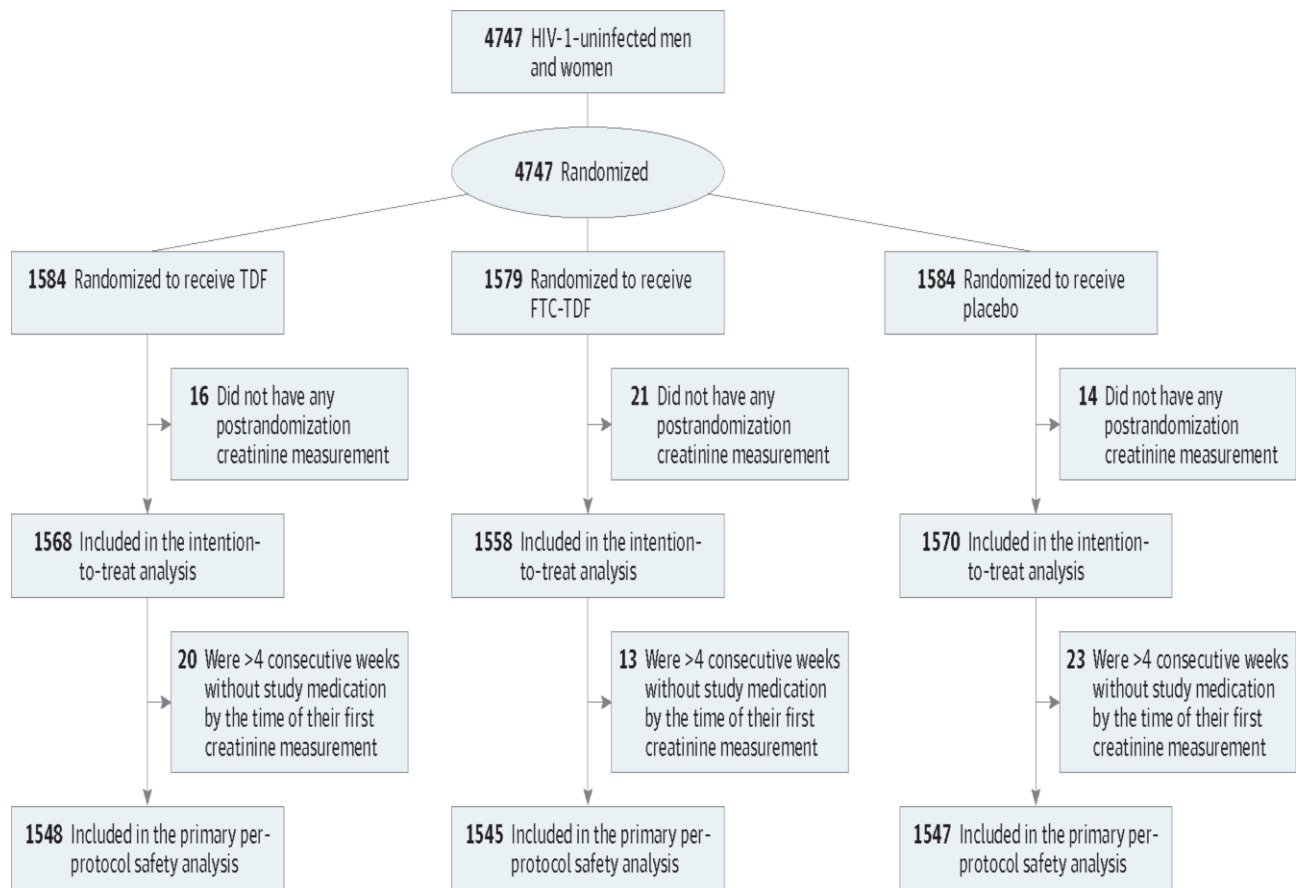 4747 HIV-1-uninfected men
and women
4747 Randomized
1584 Randomized to receive TDF
1579 Randomized to receive
FTC-TDF
1584 Randomized to receive
placebo
16 Did not have any
postrandomization
creatinine measurement
21 Did not have any
postrandomization
creatinine measurement
14 Did not have any
postrandomization
creatinine measurement
1568 Included in the intention-
to-treat analysis
1558 Included in the intention-
to-treat analysis
1570 Included in the intention-
to-treat analysis
20 Were >4 consecutive weeks
without study medication
by the time of their first
creatinine measurement
13 Were >4 consecutive weeks
without study medication
by the time of their first
creatinine measurement
23 Were >4 consecutive weeks
without study medication
by the time of their first
creatinine measurement
1548 Included in the primary per-
protocol safety analysis
1545 Included in the primary per-
protocol safety analysis
1547 Included in the primary per-
protocol safety analysis